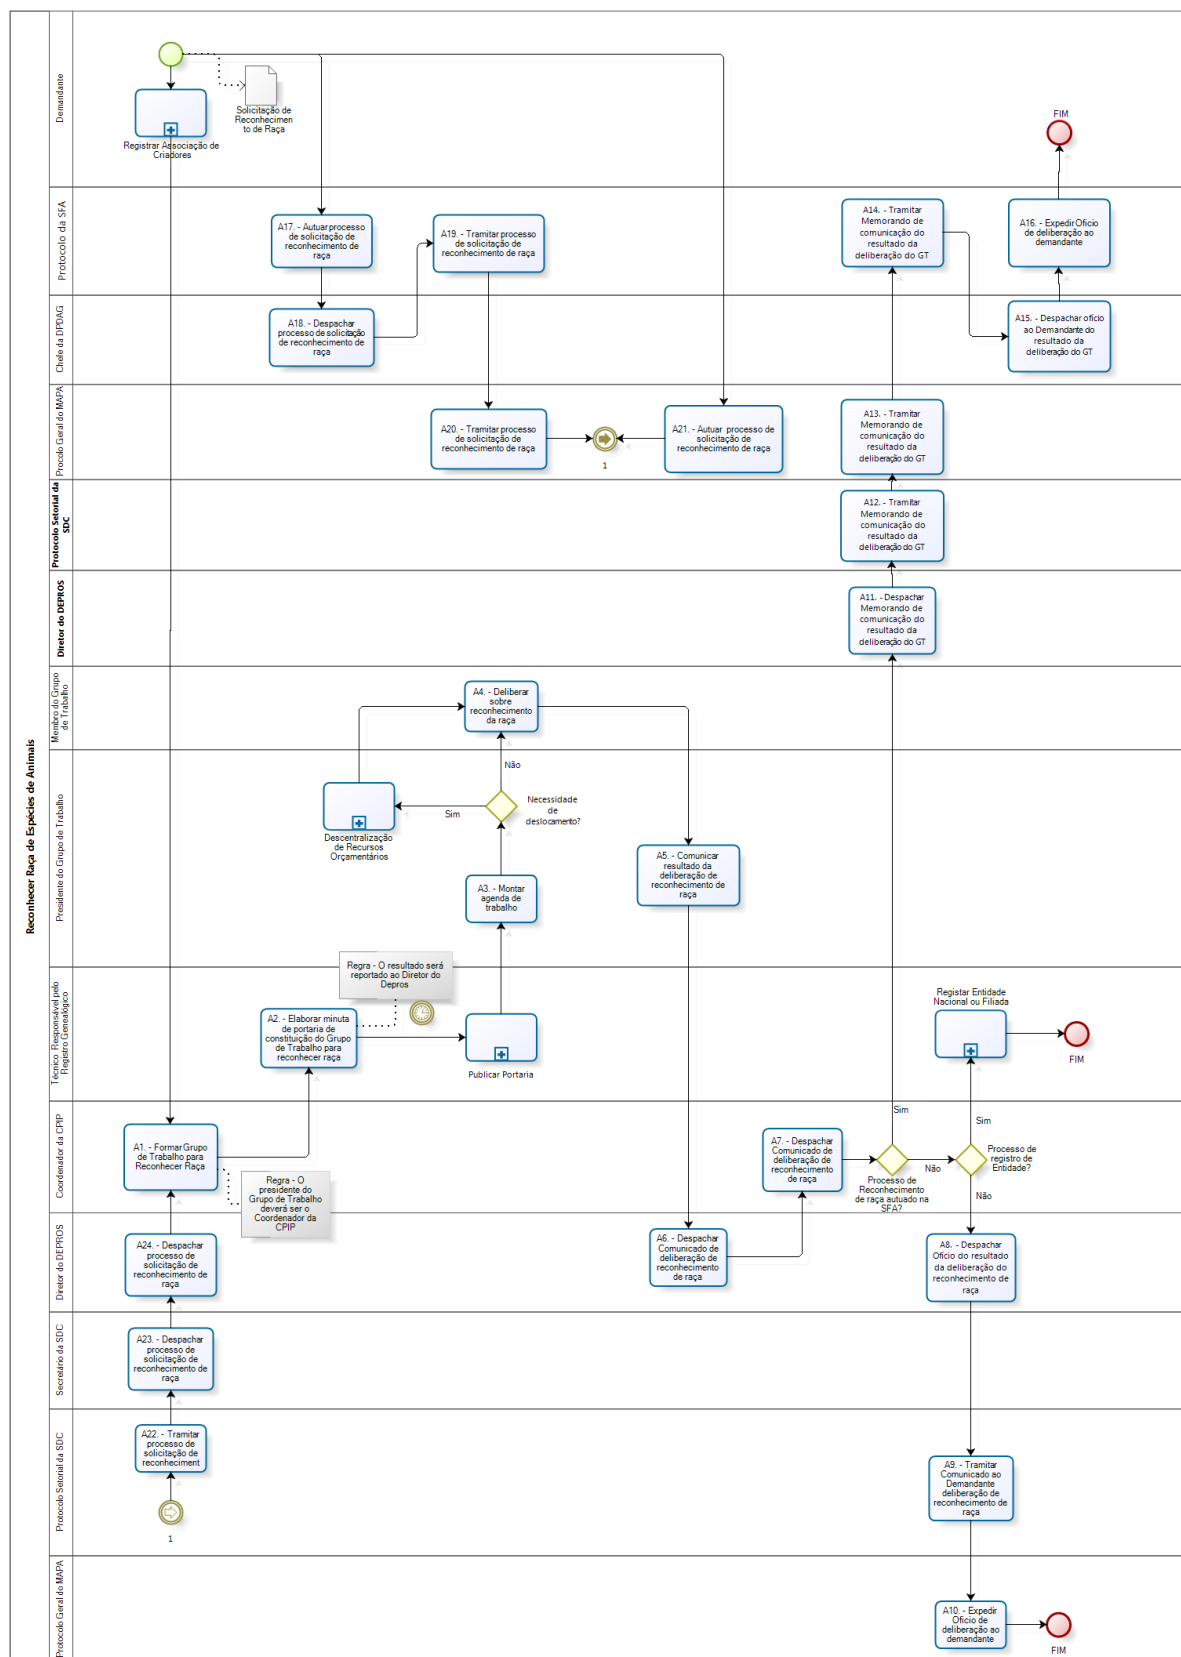 Reconhecer Raça de Espécies de Animais
Demandante
Solicitação de
Reconhecimen
to de Raça
Registrar Associação de
Criadores
FIM
Protocolo da SFA
A17. - Autuar processo
de solicitação de
reconhecimento de
raça
A19. - Tramitar processo
de solicitação de
reconhecimento de raça
A14. - Tramitar
Memorando de
comunicação do
resultado da
deliberação do GT
A16. - Expedir Oficio
de deliberação ao
demandante
Chefe da DPDAG
A18. - Despachar
processo de solicitação
de reconhecimento de
raça
A15. - Despachar ofício
ao Demandante do
resultado da
deliberação do GT
Procolo Geral do MAPA
A20. - Tramitar processo
de solicitação de
reconhecimento de raça
1
A21. - Autuar processo de
solicitação de
reconhecimento de raça
A13. - Tramitar
Memorando de
comunicação do
resultado da
deliberação do GT
Protocolo Setorial da
SDC
A12. - Tramitar
Memorando de
comunicação do
resultado da
deliberação do GT
Diretor do DEPROS
A11. - Despachar
Memorando de
comunicação do
resultado da
deliberação do GT
Membro do Grupo
de Trabalho
A4. - Deliberar
sobre
reconhecimento
da raça
Presidente do Grupo de Trabalho
Não
Sim
Necessidade
de
deslocamento?
Descentralização
de Recursos
Orçamentários
A5. - Comunicar
resultado da
deliberação de
reconhecimento de
raça
A3. - Montar
agenda de
trabalho
Técnico Responsável pelo
Registro Genealógico
Regra - O resultado será
reportado ao Diretor do
Depros
A2. - Elaborar minuta
de portaria de
constituição do Grupo
de Trabalho para
reconhecer raça
Publicar Portaria
Registar Entidade
Nacional ou Filiada
FIM
Coordenador da CPIP
A1. - Formar Grupo
de Trabalho para
Reconhecer Raça
Regra - O
presidente do
Grupo de Trabalho
deverá ser o
Coordenador da
CPIP
A7. - Despachar
Comunicado de
deliberação de
reconhecimento
de raça
Sim
Não
Processo de
Reconhecimento
de raça autuado na
SFA?
Sim
Processo de
registro de
Entidade?
Não
Diretor do DEPROS
A24. - Despachar
processo de
solicitação de
reconhecimento de
raça
A6. - Despachar
Comunicado de
deliberação de
reconhecimento
de raça
A8. - Despachar
Ofício do resultado
da deliberação do
reconhecimento de
raça
Secretário da SDC
A23. - Despachar
processo de
solicitação de
reconhecimento de
raça
Protocolo Setorial da SDC
A22. - Tramitar
processo de
solicitação de
reconheciment
1
A9. - Tramitar
Comunicado ao
Demandante
deliberação de
reconhecimento de
raça
Protocolo Geral do MAPA
A10. - Expedir
Oficio de
deliberação ao
demandante
FIM